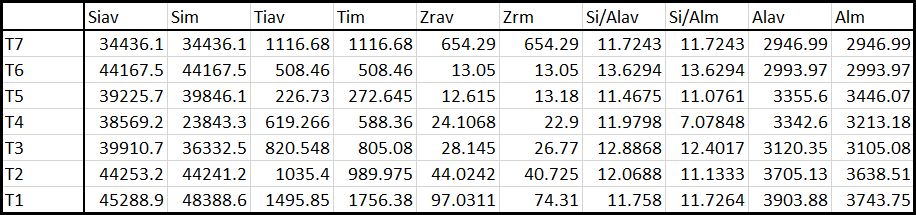 Siav Sim Tiav Tim Zrav Zrm Si/Alav Si/Alm Alav Alm
T7 34436.1 34436.1 1116.68 1116.68 654.29 654.29 11.7243 11.7243 2946.99 2946.99
T6 44167.5 44167.5 508.46 508.46 13.05 13.05 13.6294 13.6294 2993.97 2993.97
T5 39225.7 39846.1 226.73 272.645 12.615 13.18 11.4675 11.0761 3355.6 3446.07
T4 38569.2 23843.3 619.266 588.36 24.1068 22.9 11.9798 7.07848 3342.6 3213.18
T3 39910.7 36332.5 820.548 805.08 28.145 26.77 12.8868 12.4017 3120.35 3105.08
T2 44253.2 44241.2 1035.4 989.975 44.0242 40.725 12.0688 11.1333 3705.13 3638.51
T1 45288.9 48388.6 1495.85 1756.38 97.0311 74.31 11.758 11.7264 3903.88 3743.75